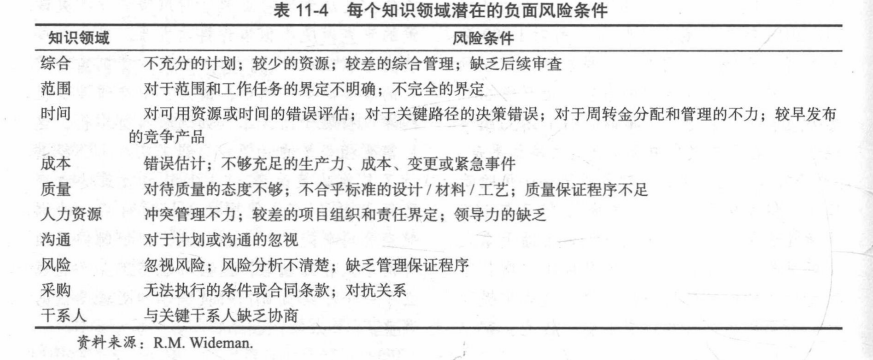 表 11-4 每个知识领域潜在的负面风险条件
知识领域 风险条件
综合 不充分的计划；较少的资源；较差的综合管理；缺乏后续审查
范围 对于范围和工作任务的界定不明确；不完全的界定
时间 对可用资源或时间的错误评估；对于关键路径的决策错误；对于周转金分配和管理的不力；较早发布
的竞争产品
成本 错误估计；不够充足的生产力、成本、变更或紧急事件
质量 对待质量的态度不够；不合乎标准的设计 / 材料 / 工艺；质量保证程序不足
人力资源 冲突管理不力；较差的项目组织和责任界定；领导力的缺乏
沟通 对于计划或沟通的忽视
风险 忽视风险；风险分析不清楚；缺乏管理保证程序
采购 无法执行的条件或合同条款；对抗关系
干系人 与关键干系人缺乏协商
资料来源：R.M. Wideman.